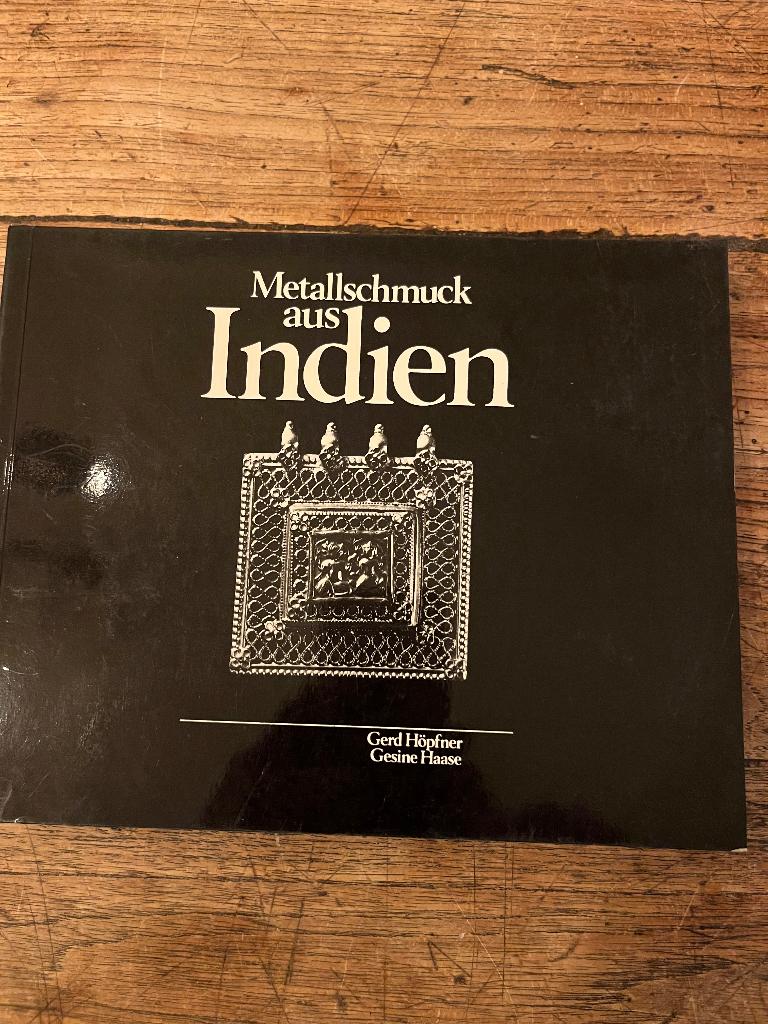 Metallschmuck
aus
Indien
Gerd Höpfner
Gesine Haase